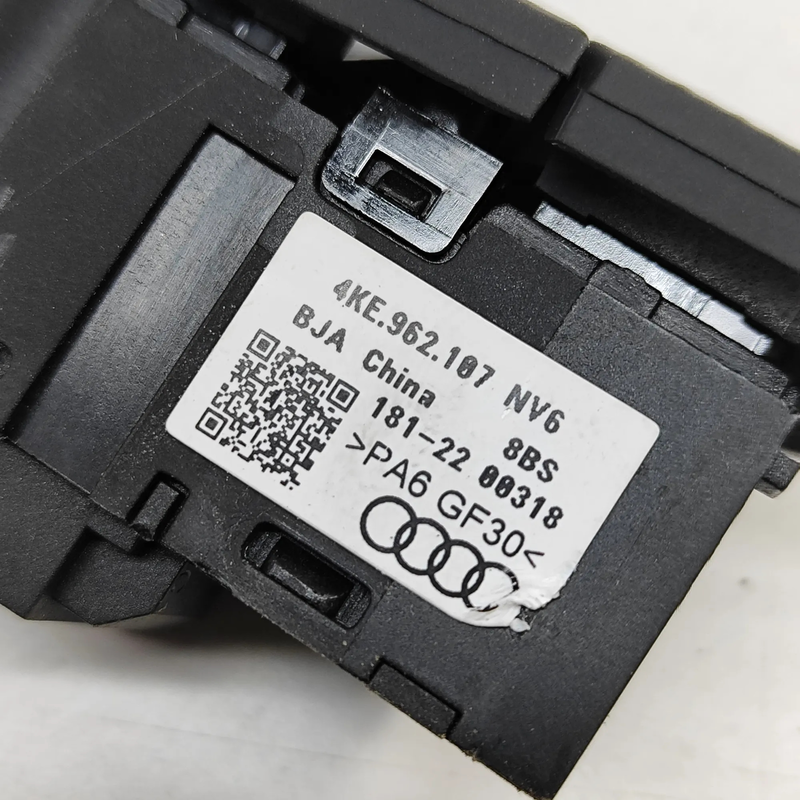 4KE.962.107 NV6
BJA China 8BS
181-22 00318
>PA6 GF30<